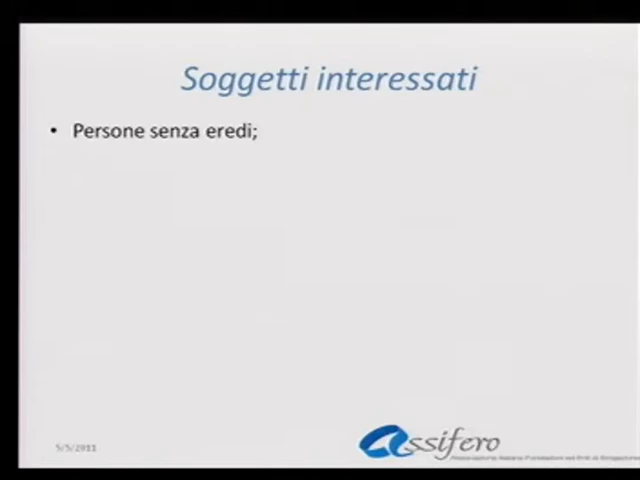 Soggetti interessati
• Persone senza eredi;
5/5/2011
assifero